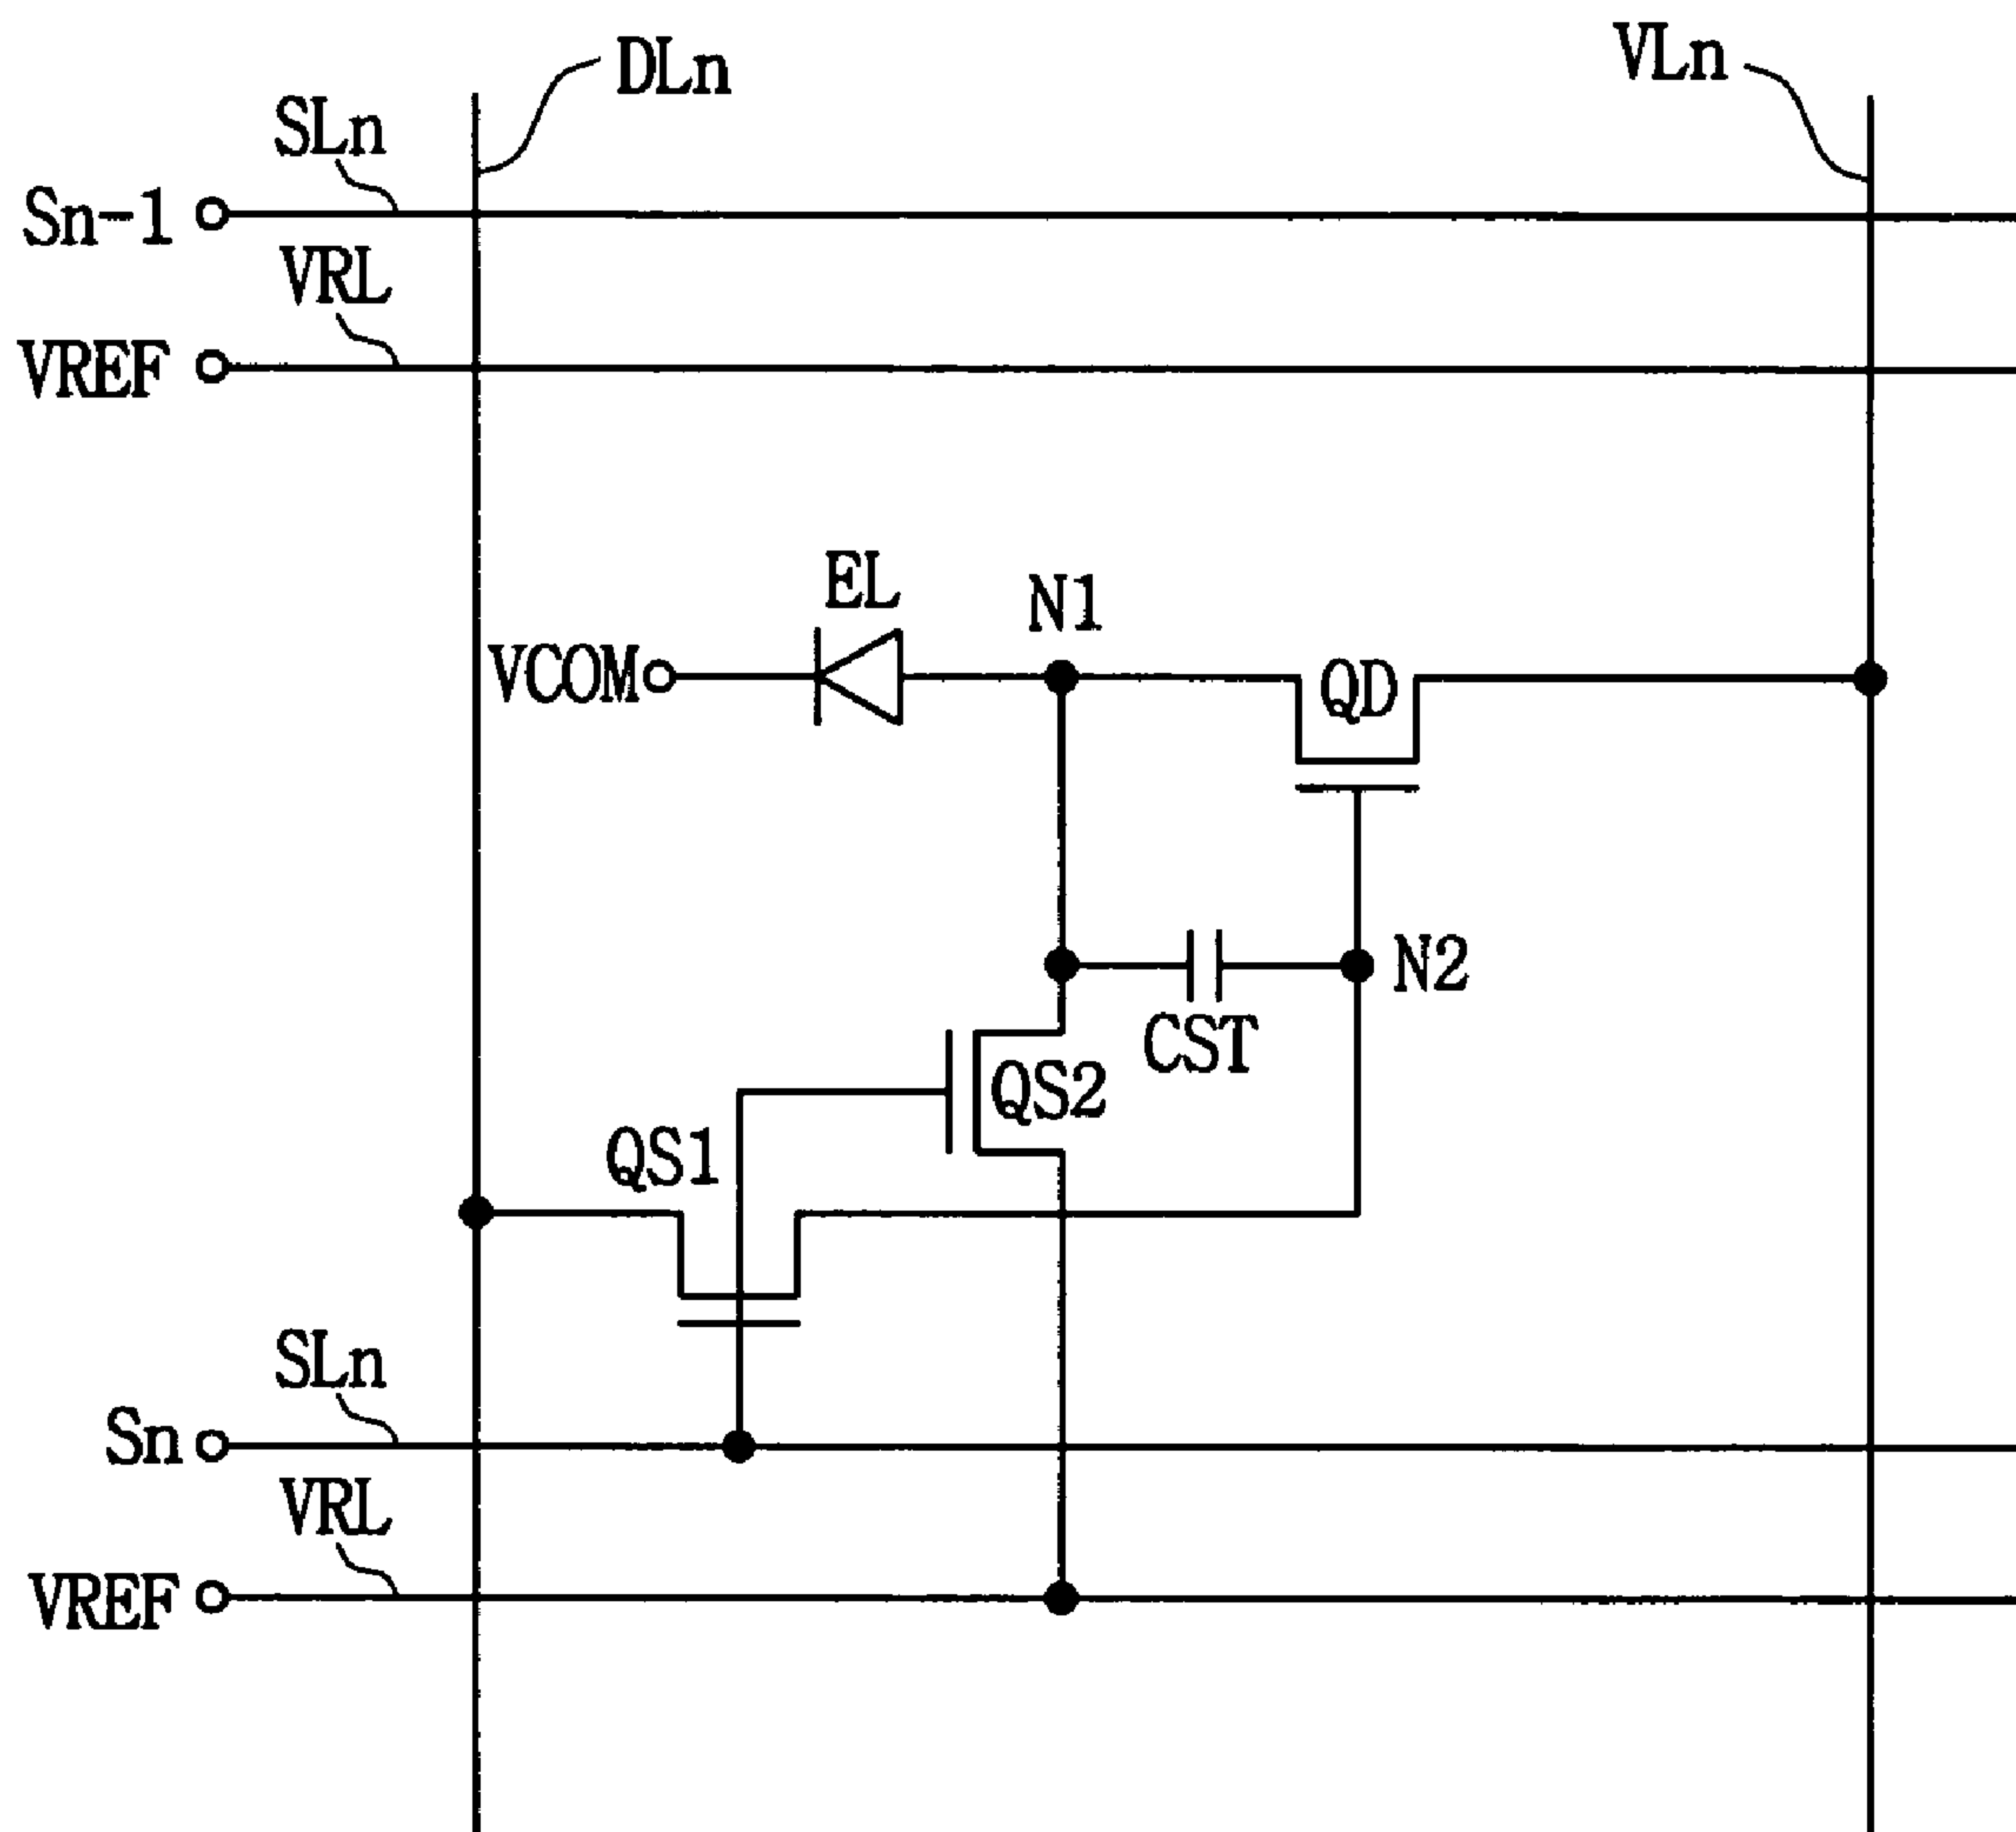 DLn
VLn
SLn
Sn-1
VRL
VREF
EL
N1
VCOM
QD
N2
CST
QS2
QS1
SLn
Sn
VRL
VREF